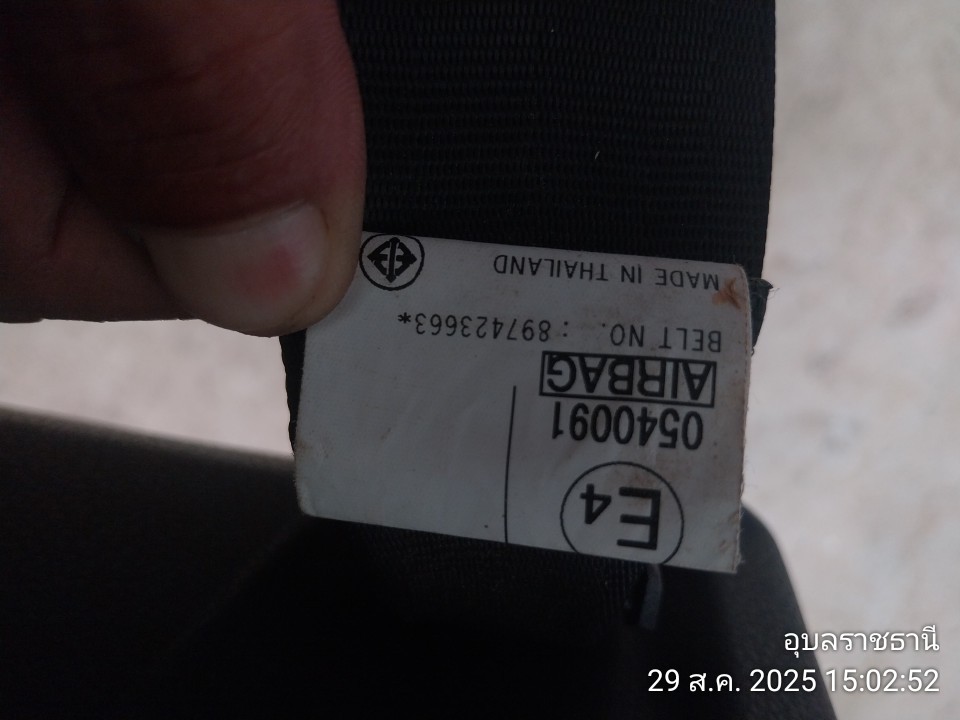 E4
0540091
AIRBAG
BELT NO. : 897423663*
MADE IN THAILAND
อุบลราชธานี
29 ส.ค. 2025 15:02:52